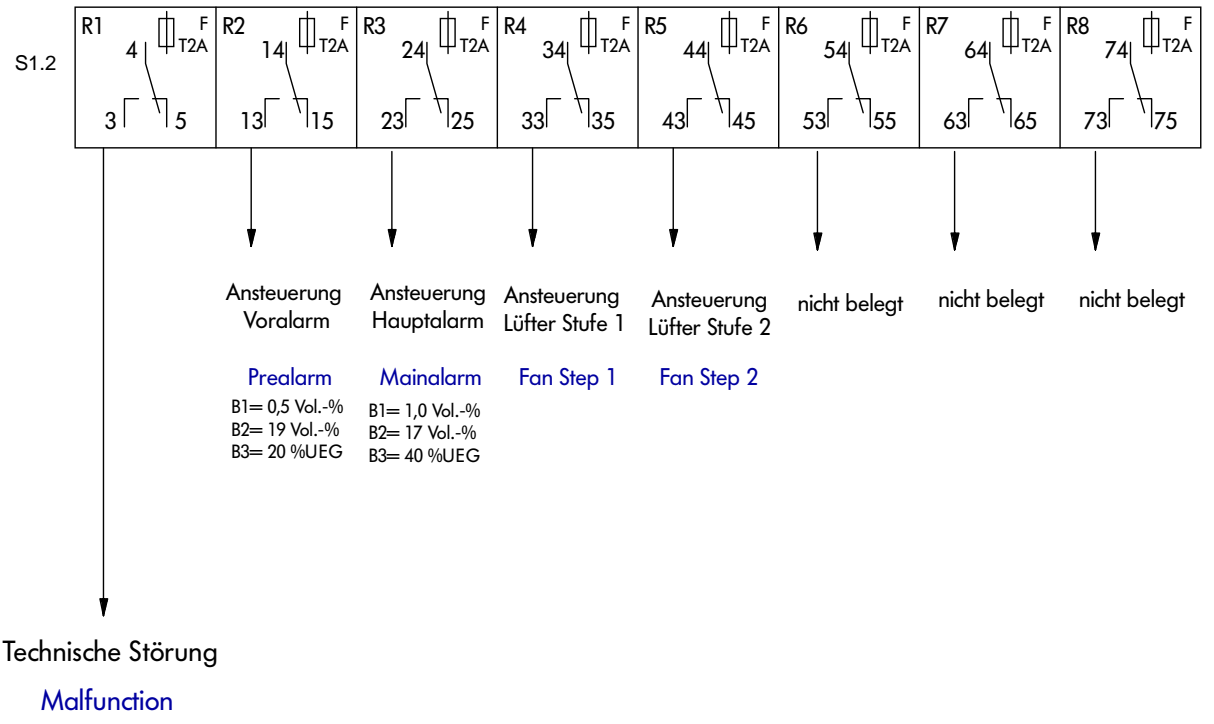 S1.2
R1 4 F T2A 3 5
R2 14 F T2A 13 15
R3 24 F T2A 23 25
R4 34 F T2A 33 35
R5 44 F T2A 43 45
R6 54 F T2A 53 55
R7 64 F T2A 63 65
R8 74 F T2A 73 75
Ansteuerung
Voralarm
Prealarm
B1= 0,5 Vol.-%
B2= 19 Vol.-%
B3= 20 %UEG
Ansteuerung
Hauptalarm
Mainalarm
B1= 1,0 Vol.-%
B2= 17 Vol.-%
B3= 40 %UEG
Ansteuerung
Lüfter Stufe 1
Fan Step 1
Ansteuerung
Lüfter Stufe 2
Fan Step 2
nicht belegt
nicht belegt
nicht belegt
Technische Störung
Malfunction